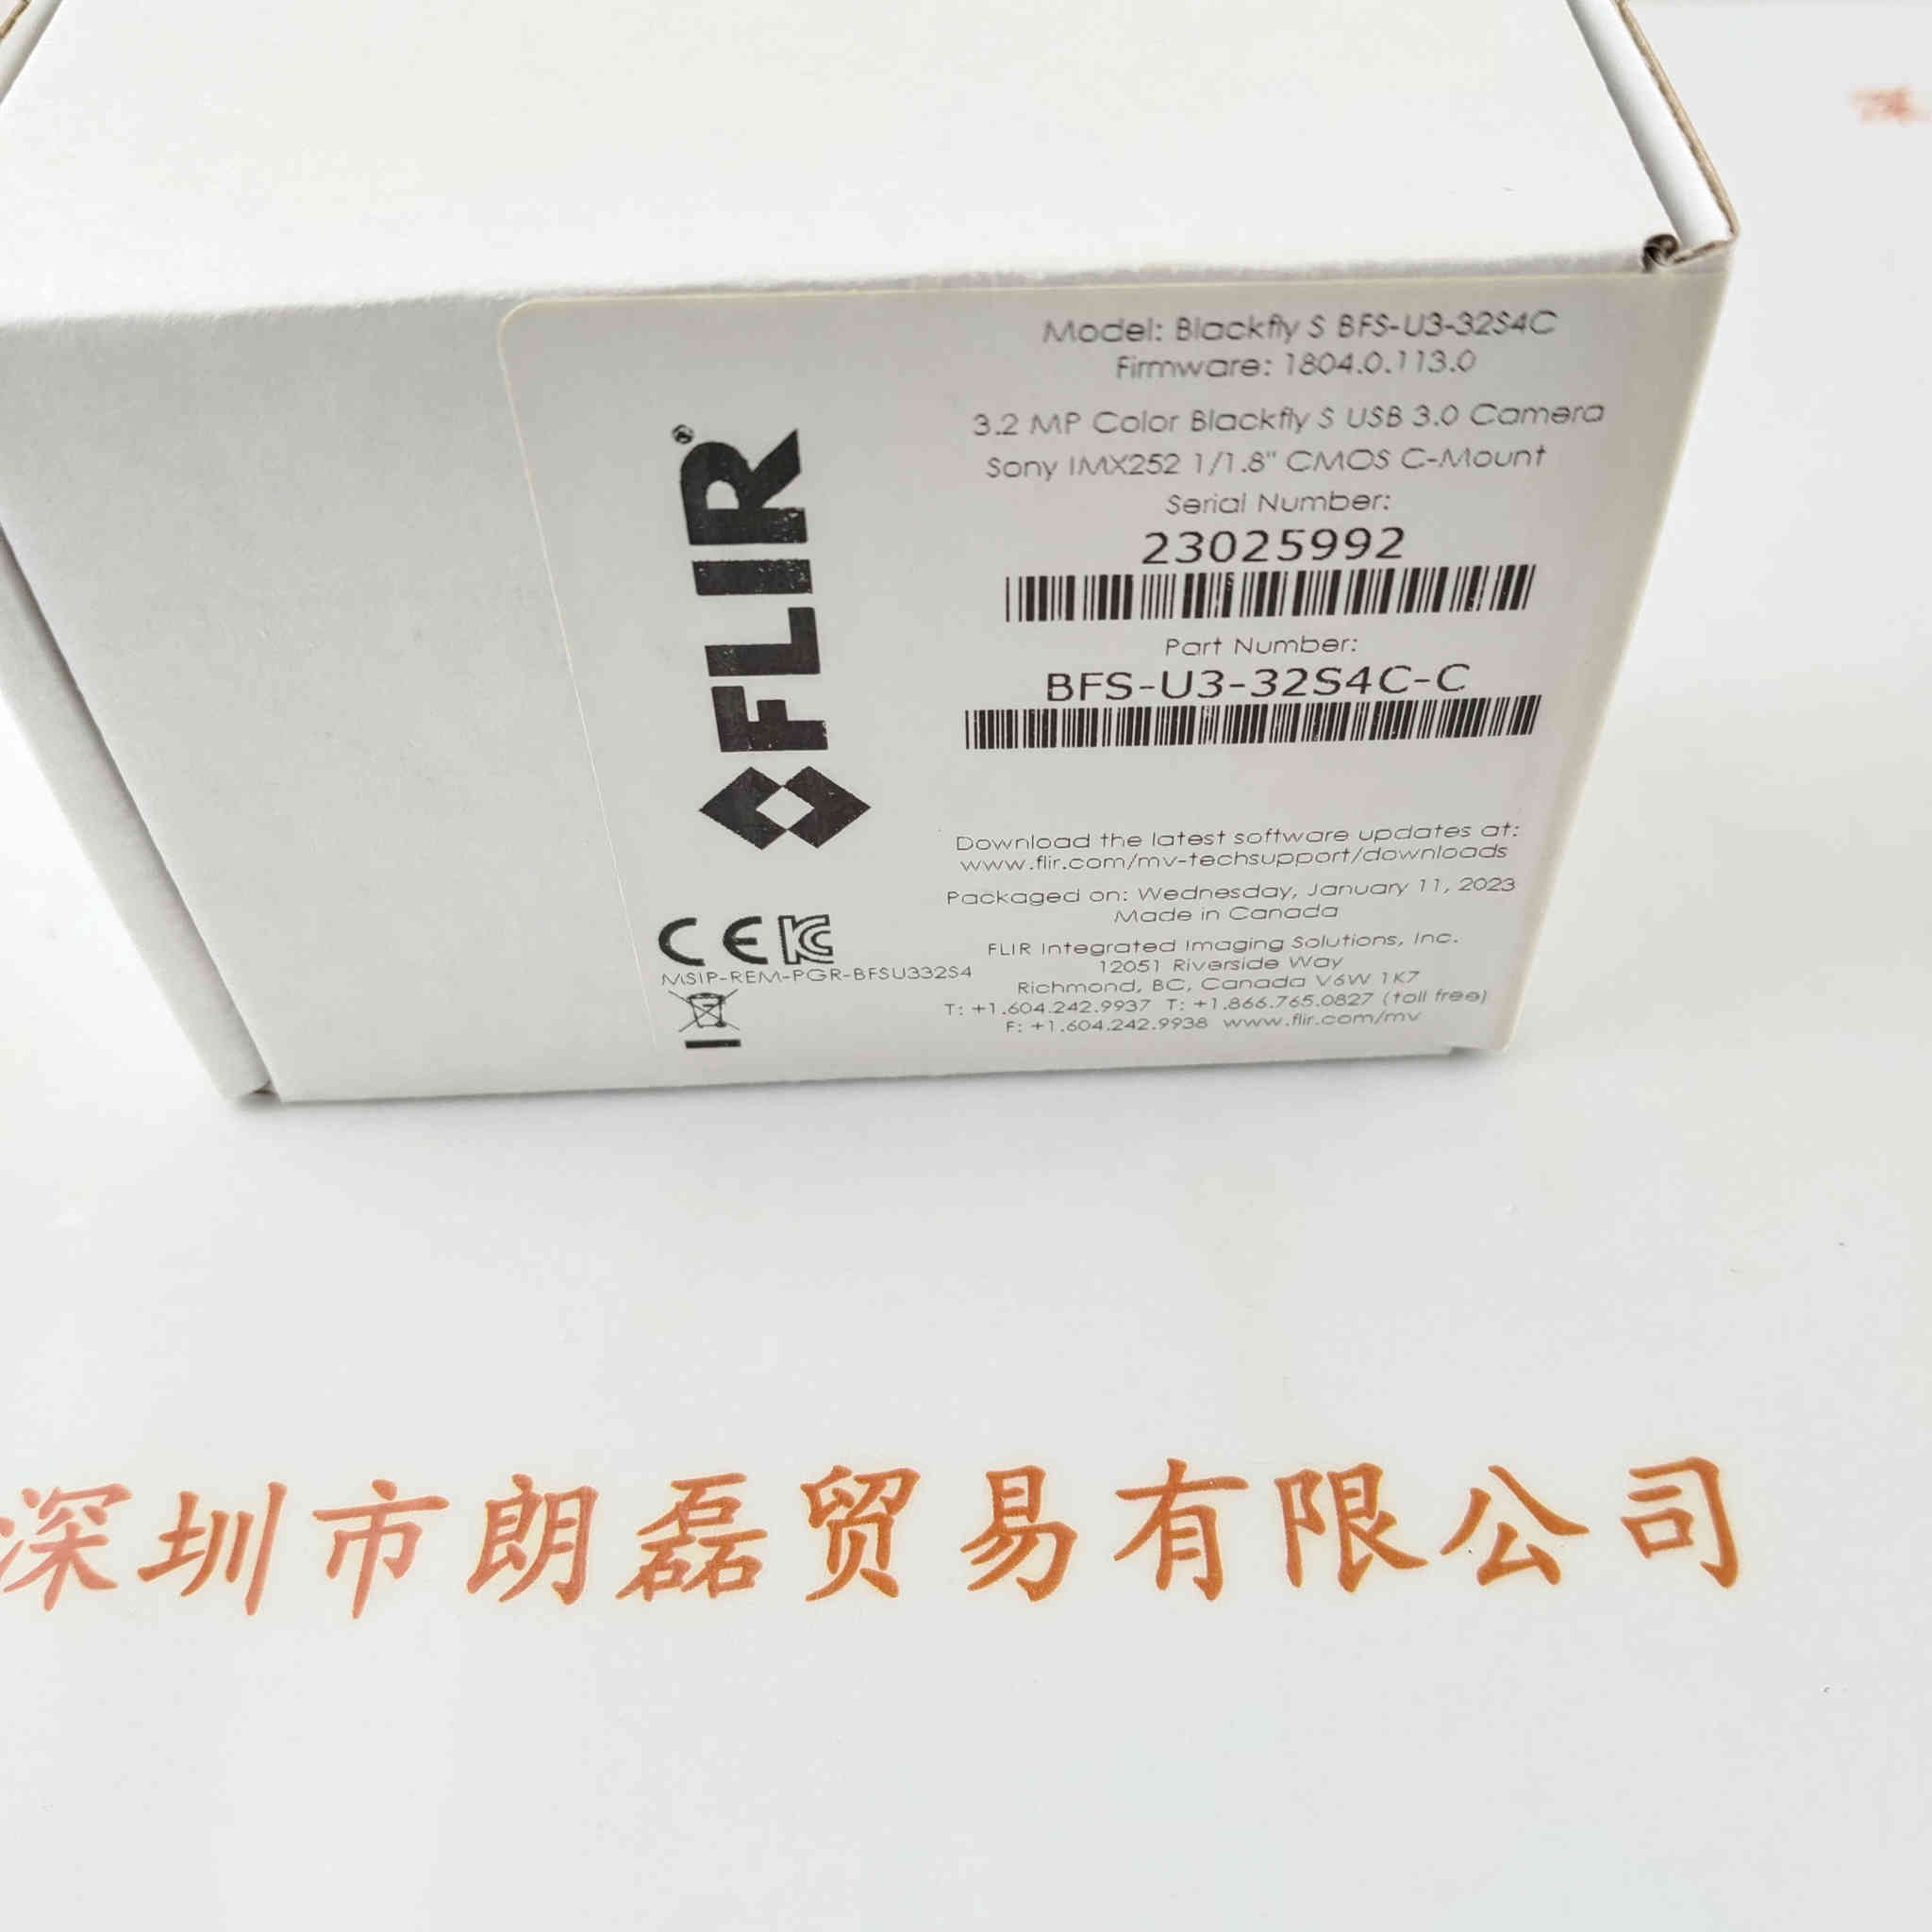 Model: Blackfly S BFS-U3-32S4C
Firmware: 1804.0.113.0
3.2 MP Color Blackfly S USB 3.0 Camera
Sony IMX252 1/1.8" CMOS C-Mount
Serial Number:
23025992
Part Number:
BFS-U3-32S4C-C
Download the latest software updates at:
www.flir.com/mv-techsupport/downloads
Packaged on: Wednesday, January 11, 2023
Made in Canada
FLIR Integrated Imaging Solutions, Inc.
12051 Riverside Way
Richmond, BC, Canada V6W 1K7
T: +1.604.242.9937 T: +1.866.765.0827 (toll free)
F: +1.604.242.9938 www.flir.com/mv
FLIR®
CE KC
MSIP-REM-PGR-BFSU332S4
深圳市朗磊贸易有限公司